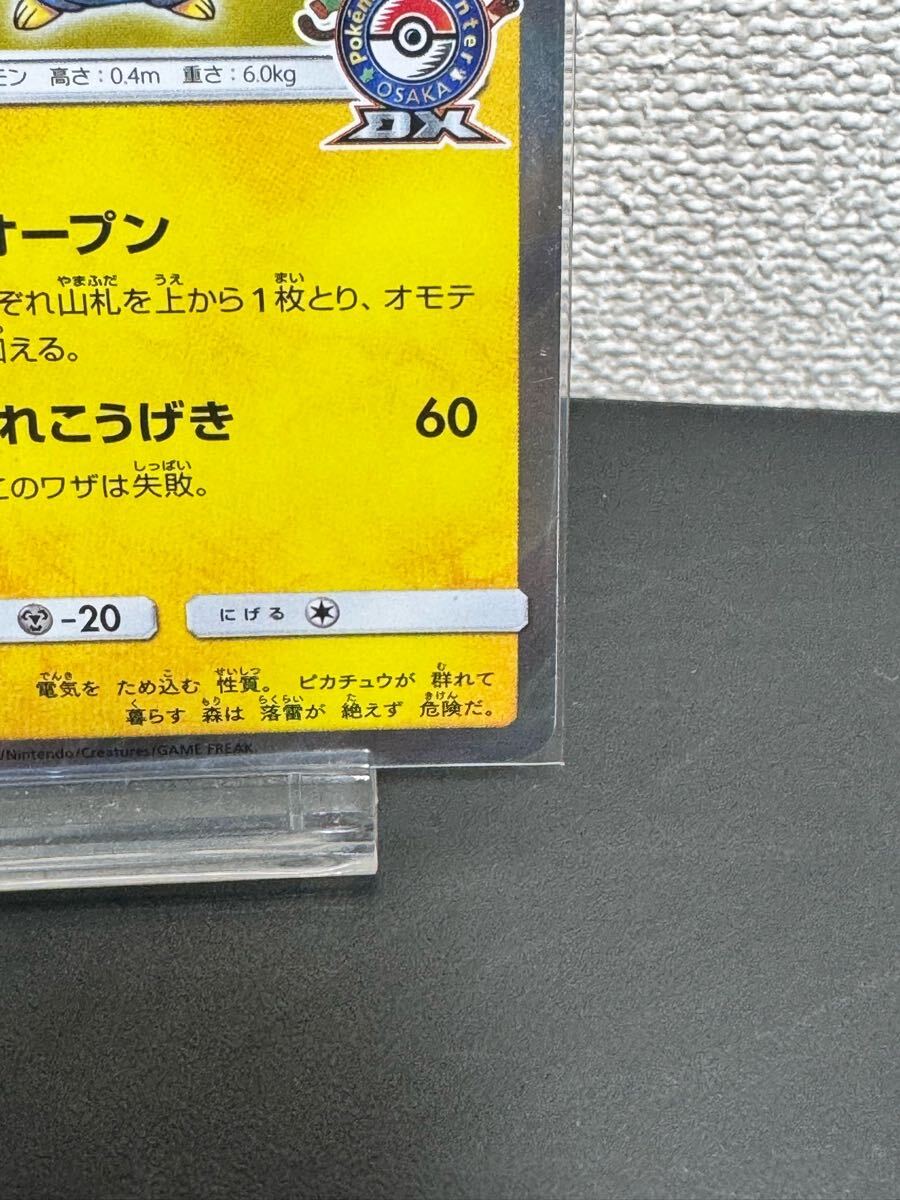 モン 高さ:0.4m 重さ:6.0kg
Pokém nter
OSAKA
DX
オープン
ぞれ山札を上から1枚とり、オモテ
加える。
れこうげき 60
このワザは失敗。
-20 にげる
電気を ため込む 性質。 ピカチュウが 群れて
暮らす 森は 落雷が 絶えず 危険だ。
/Nintendo/Creatures/GAME FREAK.